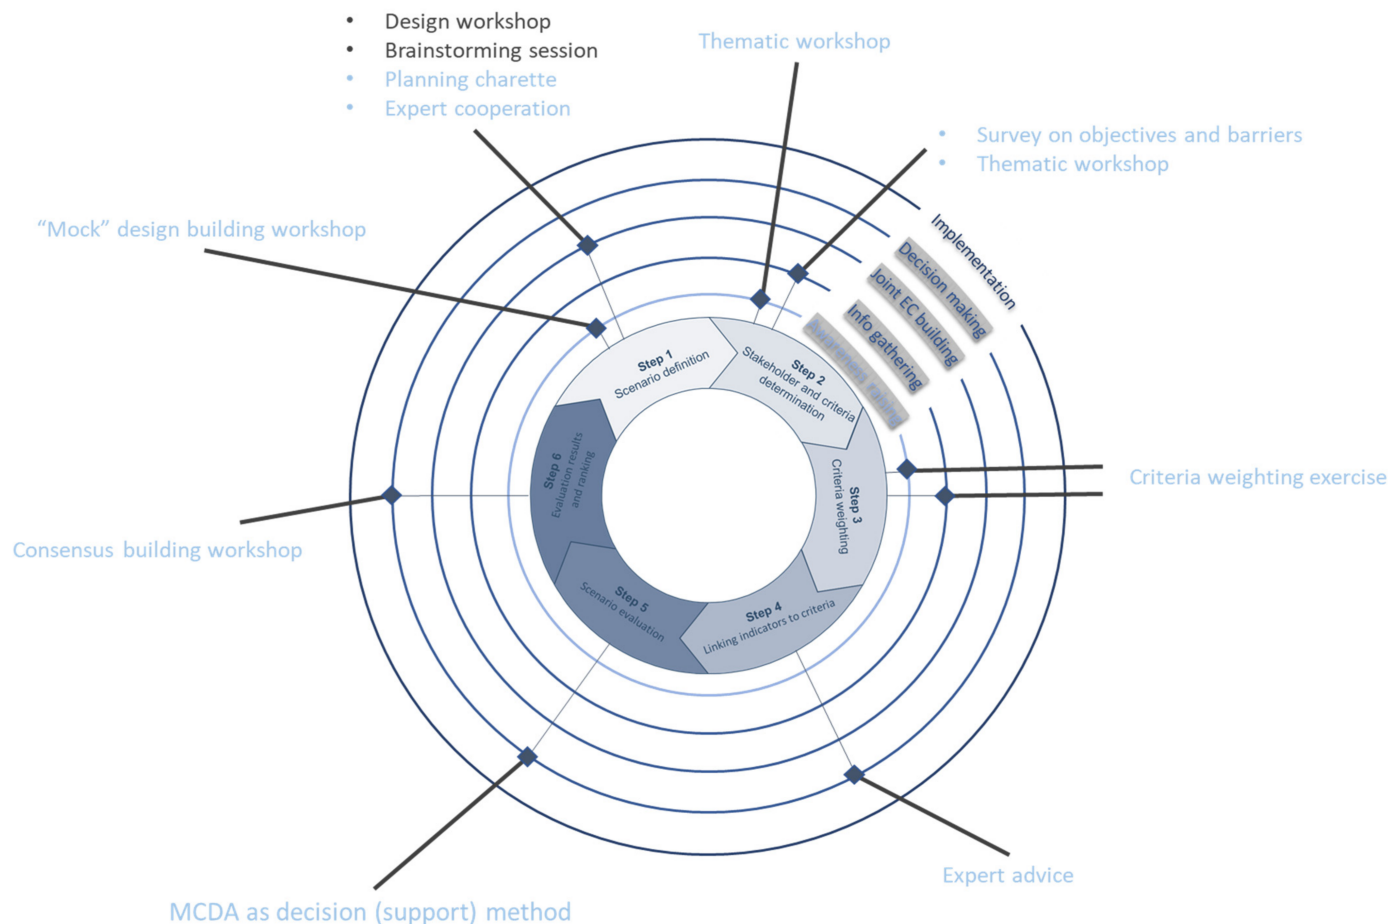 • Design workshop
• Brainstorming session
• Planning charette
• Expert cooperation
Thematic workshop
• Survey on objectives and barriers
• Thematic workshop
“Mock” design building workshop
Implementation
Decision making
Joint EC building
Info gathering
Awareness raising
Step 1
Scenario definition
Step 2
Stakeholder and criteria
determination
Step 3
Criteria weighting
Step 4
Linking indicators to criteria
Step 5
Scenario evaluation
Step 6
Evaluation results
and ranking
Criteria weighting exercise
Consensus building workshop
Expert advice
MCDA as decision (support) method